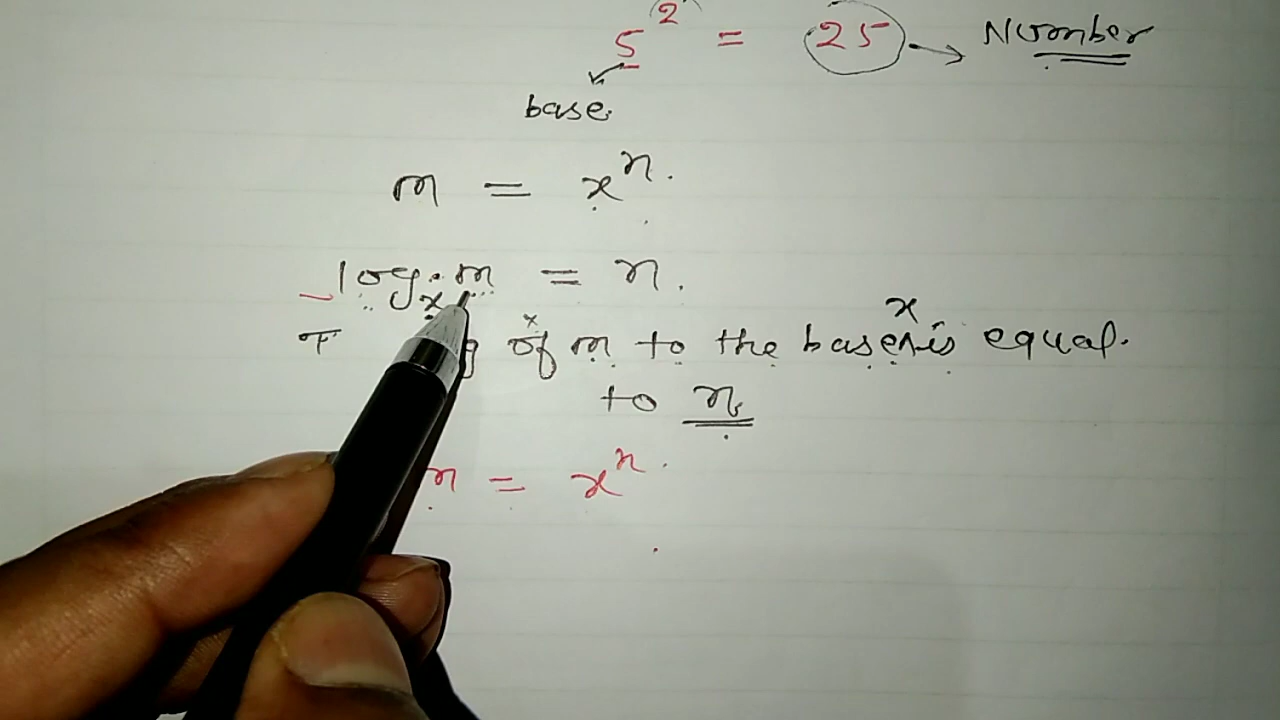 5² = 25 → Number
base.
m = xⁿ.
logₓ m = n.
of m to the base x is equal.
to n
= xⁿ.